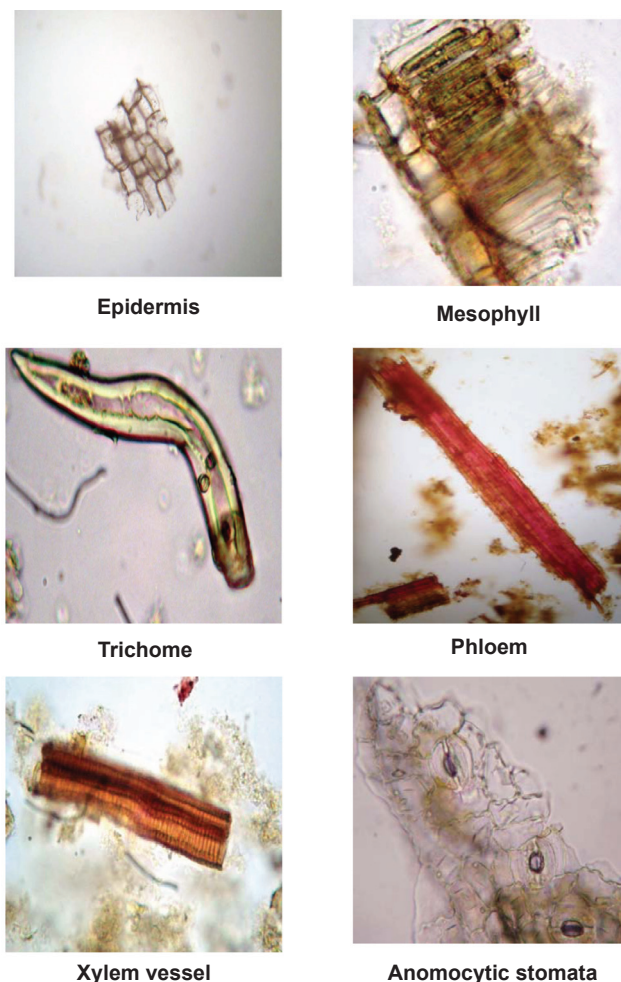 Epidermis
Mesophyll
Trichome
Phloem
Xylem vessel
Anomocytic stomata